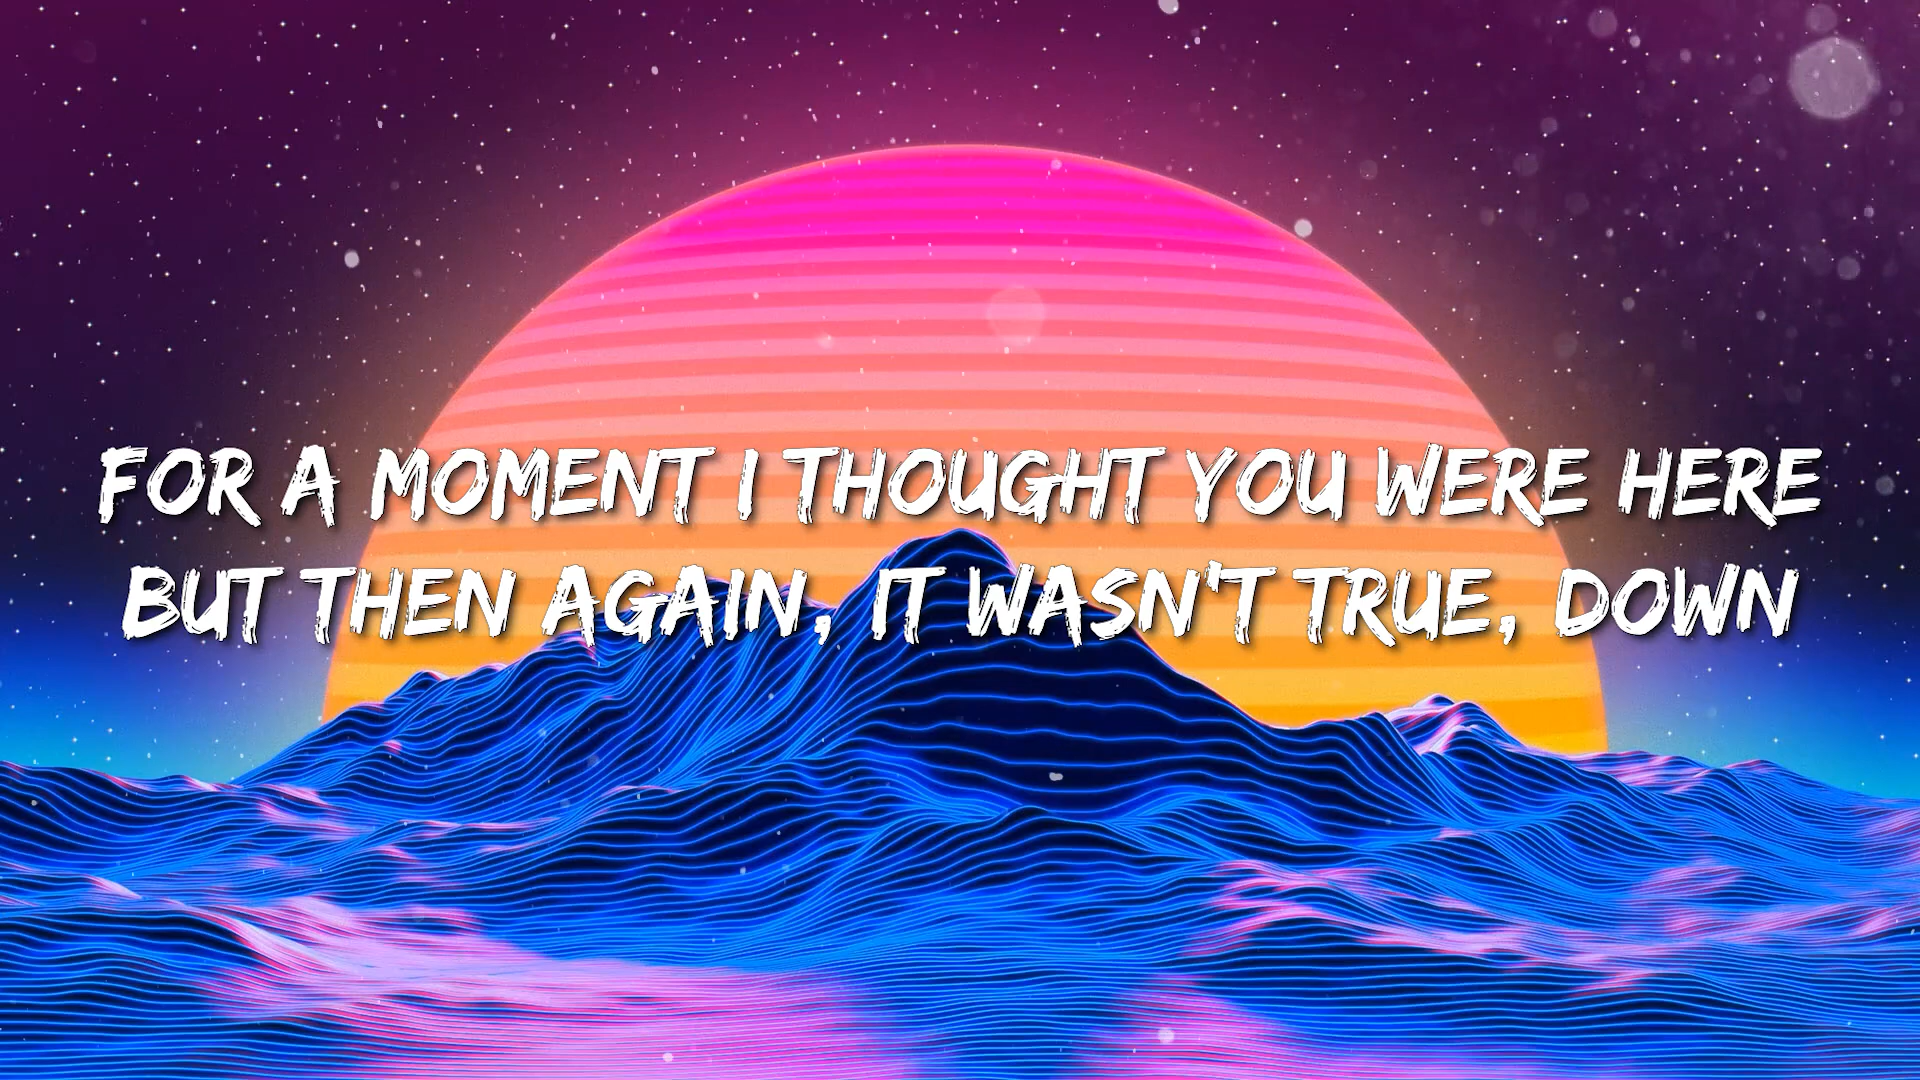 FOR A MOMENT I THOUGHT YOU WERE HERE
BUT THEN AGAIN, IT WASN'T TRUE, DOWN